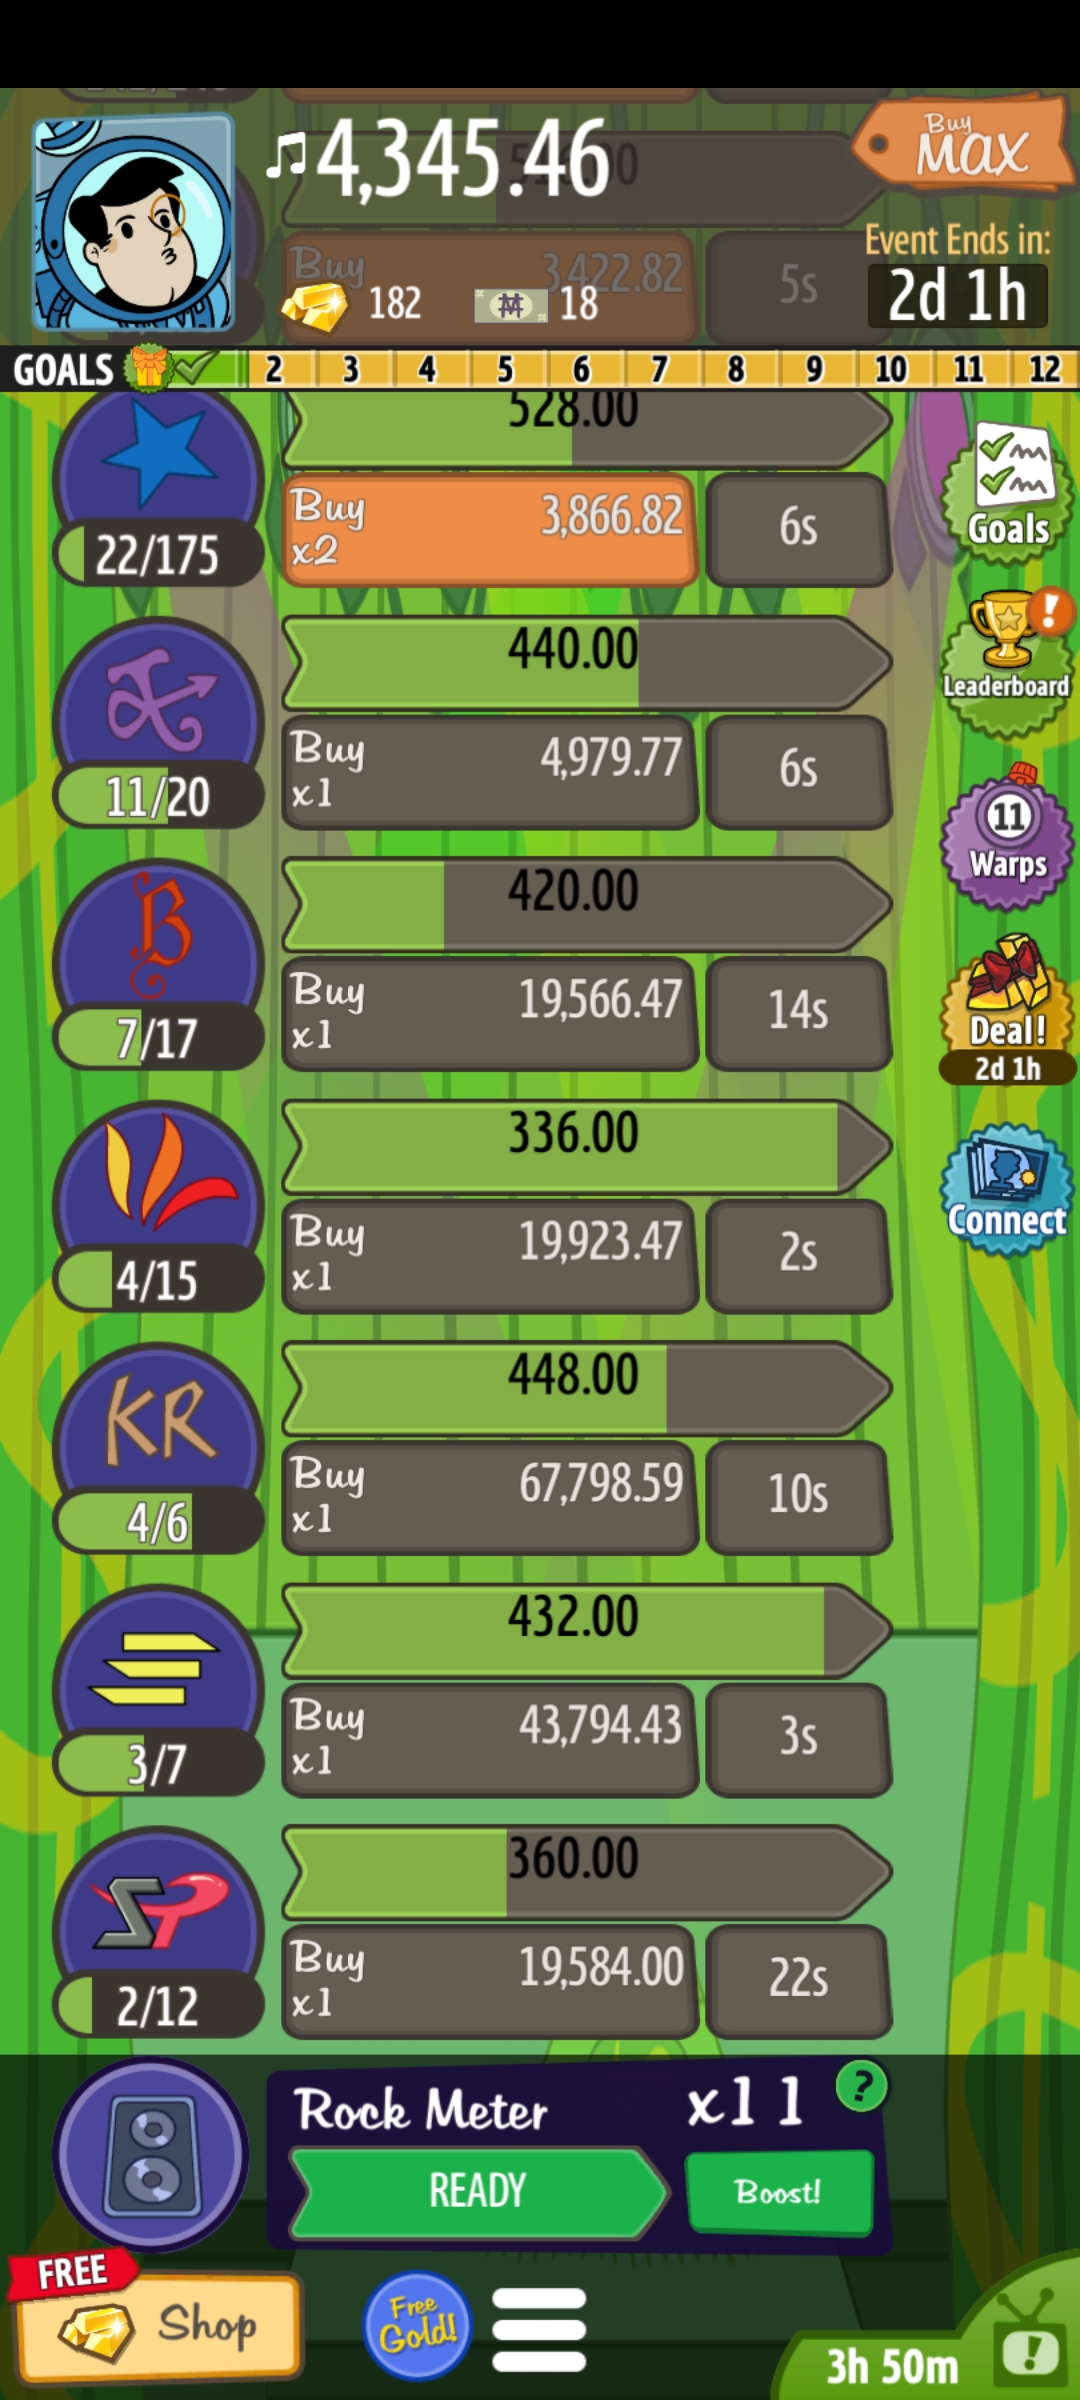 4,345.46
Buy
MAX
Event Ends in:
2d 1h
Buy
3,422.82
5s
182
18
GOALS 2 3 4 5 6 7 8 9 10 11 12
528.00
Buy
x2
3,866.82
6s
22/175
Goals
440.00
Buy
x1
4,979.77
6s
11/20
Leaderboard
420.00
Buy
x1
19,566.47
14s
B
7/17
11
Warps
336.00
Buy
x1
19,923.47
2s
4/15
Deal!
2d 1h
Connect
448.00
Buy
x1
67,798.59
10s
KR
4/6
432.00
Buy
x1
43,794.43
3s
3/7
360.00
Buy
x1
19,584.00
22s
SP
2/12
Rock Meter
x11
?
READY
Boost!
FREE
Shop
Free
Gold!
3h 50m